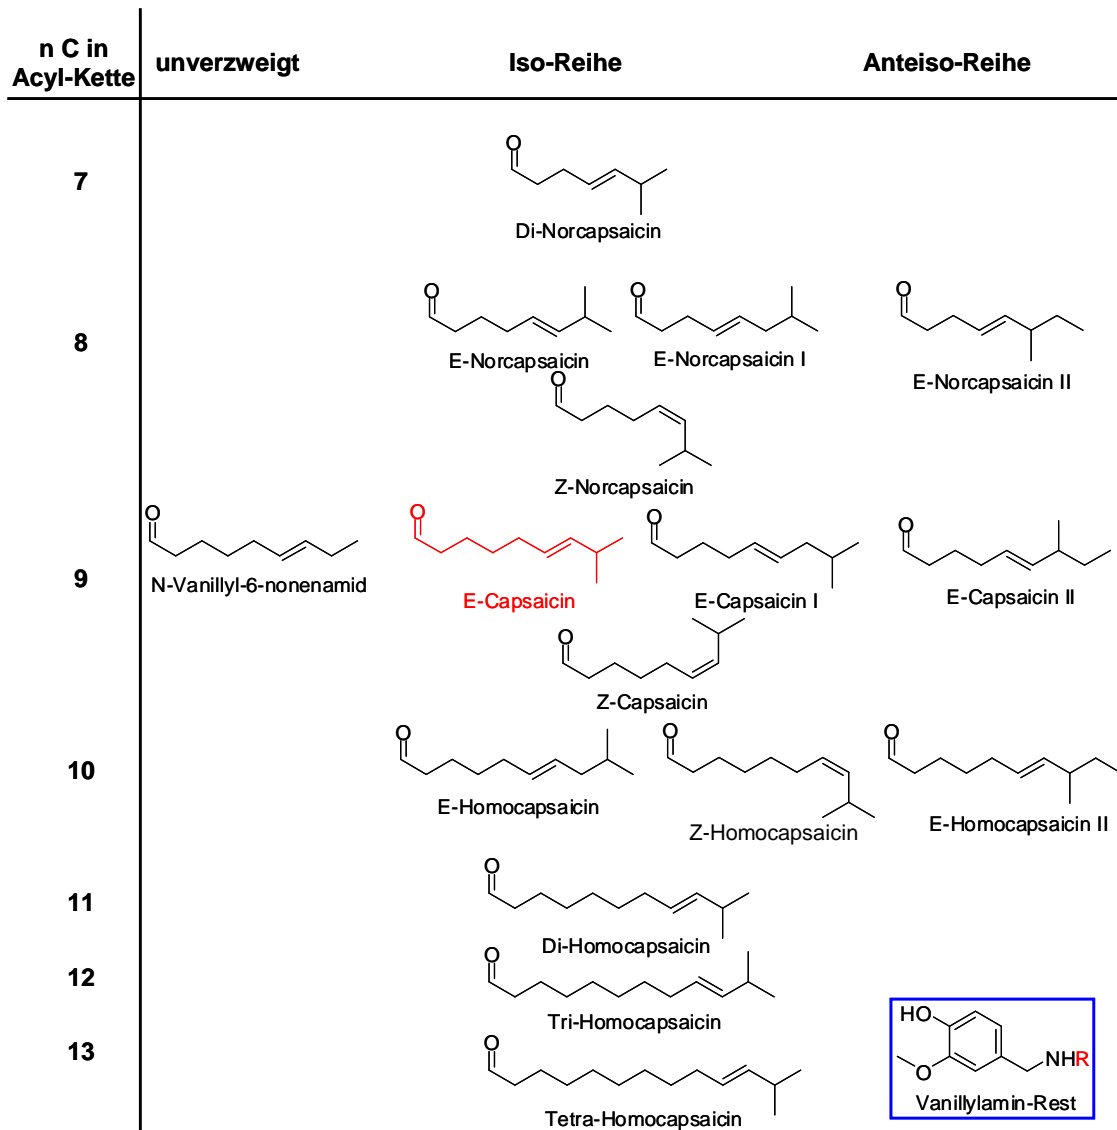 n C in
Acyl-Kette
unverzweigt
Iso-Reihe
Anteiso-Reihe
7
O
Di-Norcapsaicin
8
O
E-Norcapsaicin
O
E-Norcapsaicin I
O
E-Norcapsaicin II
O
Z-Norcapsaicin
9
O
N-Vanillyl-6-nonenamid
O
E-Capsaicin
O
E-Capsaicin I
O
E-Capsaicin II
O
Z-Capsaicin
10
O
E-Homocapsaicin
O
Z-Homocapsaicin
O
E-Homocapsaicin II
11
O
Di-Homocapsaicin
12
O
Tri-Homocapsaicin
13
O
Tetra-Homocapsaicin
HO
O
NHR
Vanillylamin-Rest